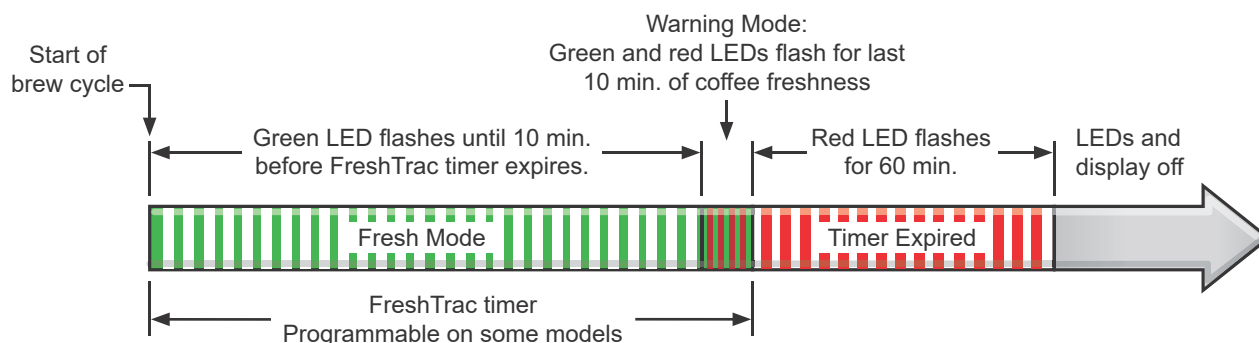 Start of
brew cycle
Warning Mode:
Green and red LEDs flash for last
10 min. of coffee freshness
Green LED flashes until 10 min.
before FreshTrac timer expires.
Red LED flashes
for 60 min.
LEDs and
display off
Fresh Mode
Timer Expired
FreshTrac timer
Programmable on some models